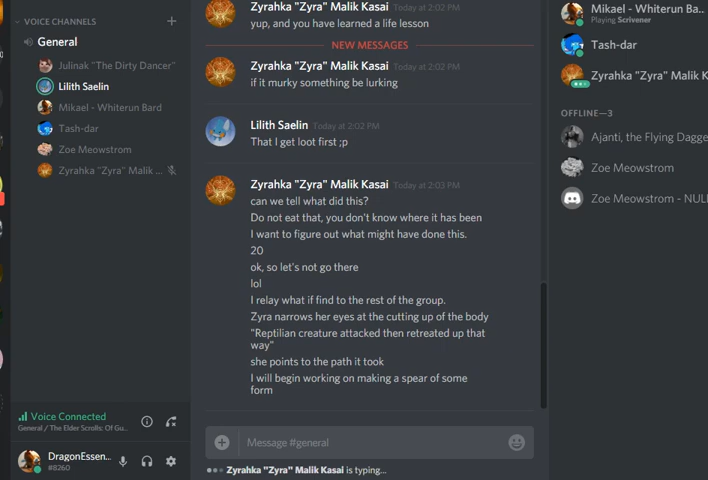 VOICE CHANNELS
General
Julinak "The Dirty Dancer"
Lilith Saelin
Mikael - Whiterun Bard
Tash-dar
Zoe Meowstrom
Zyrahka "Zyra" Malik ...
Voice Connected
General / The Elder Scrolls: Of Gu...
DragonEssen...
#8260
Zyrahka "Zyra" Malik Kasai Today at 2:02 PM
yup, and you have learned a life lesson
NEW MESSAGES
Zyrahka "Zyra" Malik Kasai Today at 2:02 PM
if it murky something be lurking
Lilith Saelin Today at 2:02 PM
That I get loot first ;p
Zyrahka "Zyra" Malik Kasai Today at 2:03 PM
can we tell what did this?
Do not eat that, you don't know where it has been
I want to figure out what might have done this.
20
ok, so let's not go there
lol
I relay what if find to the rest of the group.
Zyra narrows her eyes at the cutting up of the body
"Reptilian creature attacked then retreated up that
way"
she points to the path it took
I will begin working on making a spear of some
form
Message #general
Zyrahka "Zyra" Malik Kasai is typing...
Mikael - Whiterun Ba..
Playing Scrivener
Tash-dar
Zyrahka "Zyra" Malik K
OFFLINE—3
Ajanti, the Flying Dagge
Zoe Meowstrom
Zoe Meowstrom - NULL